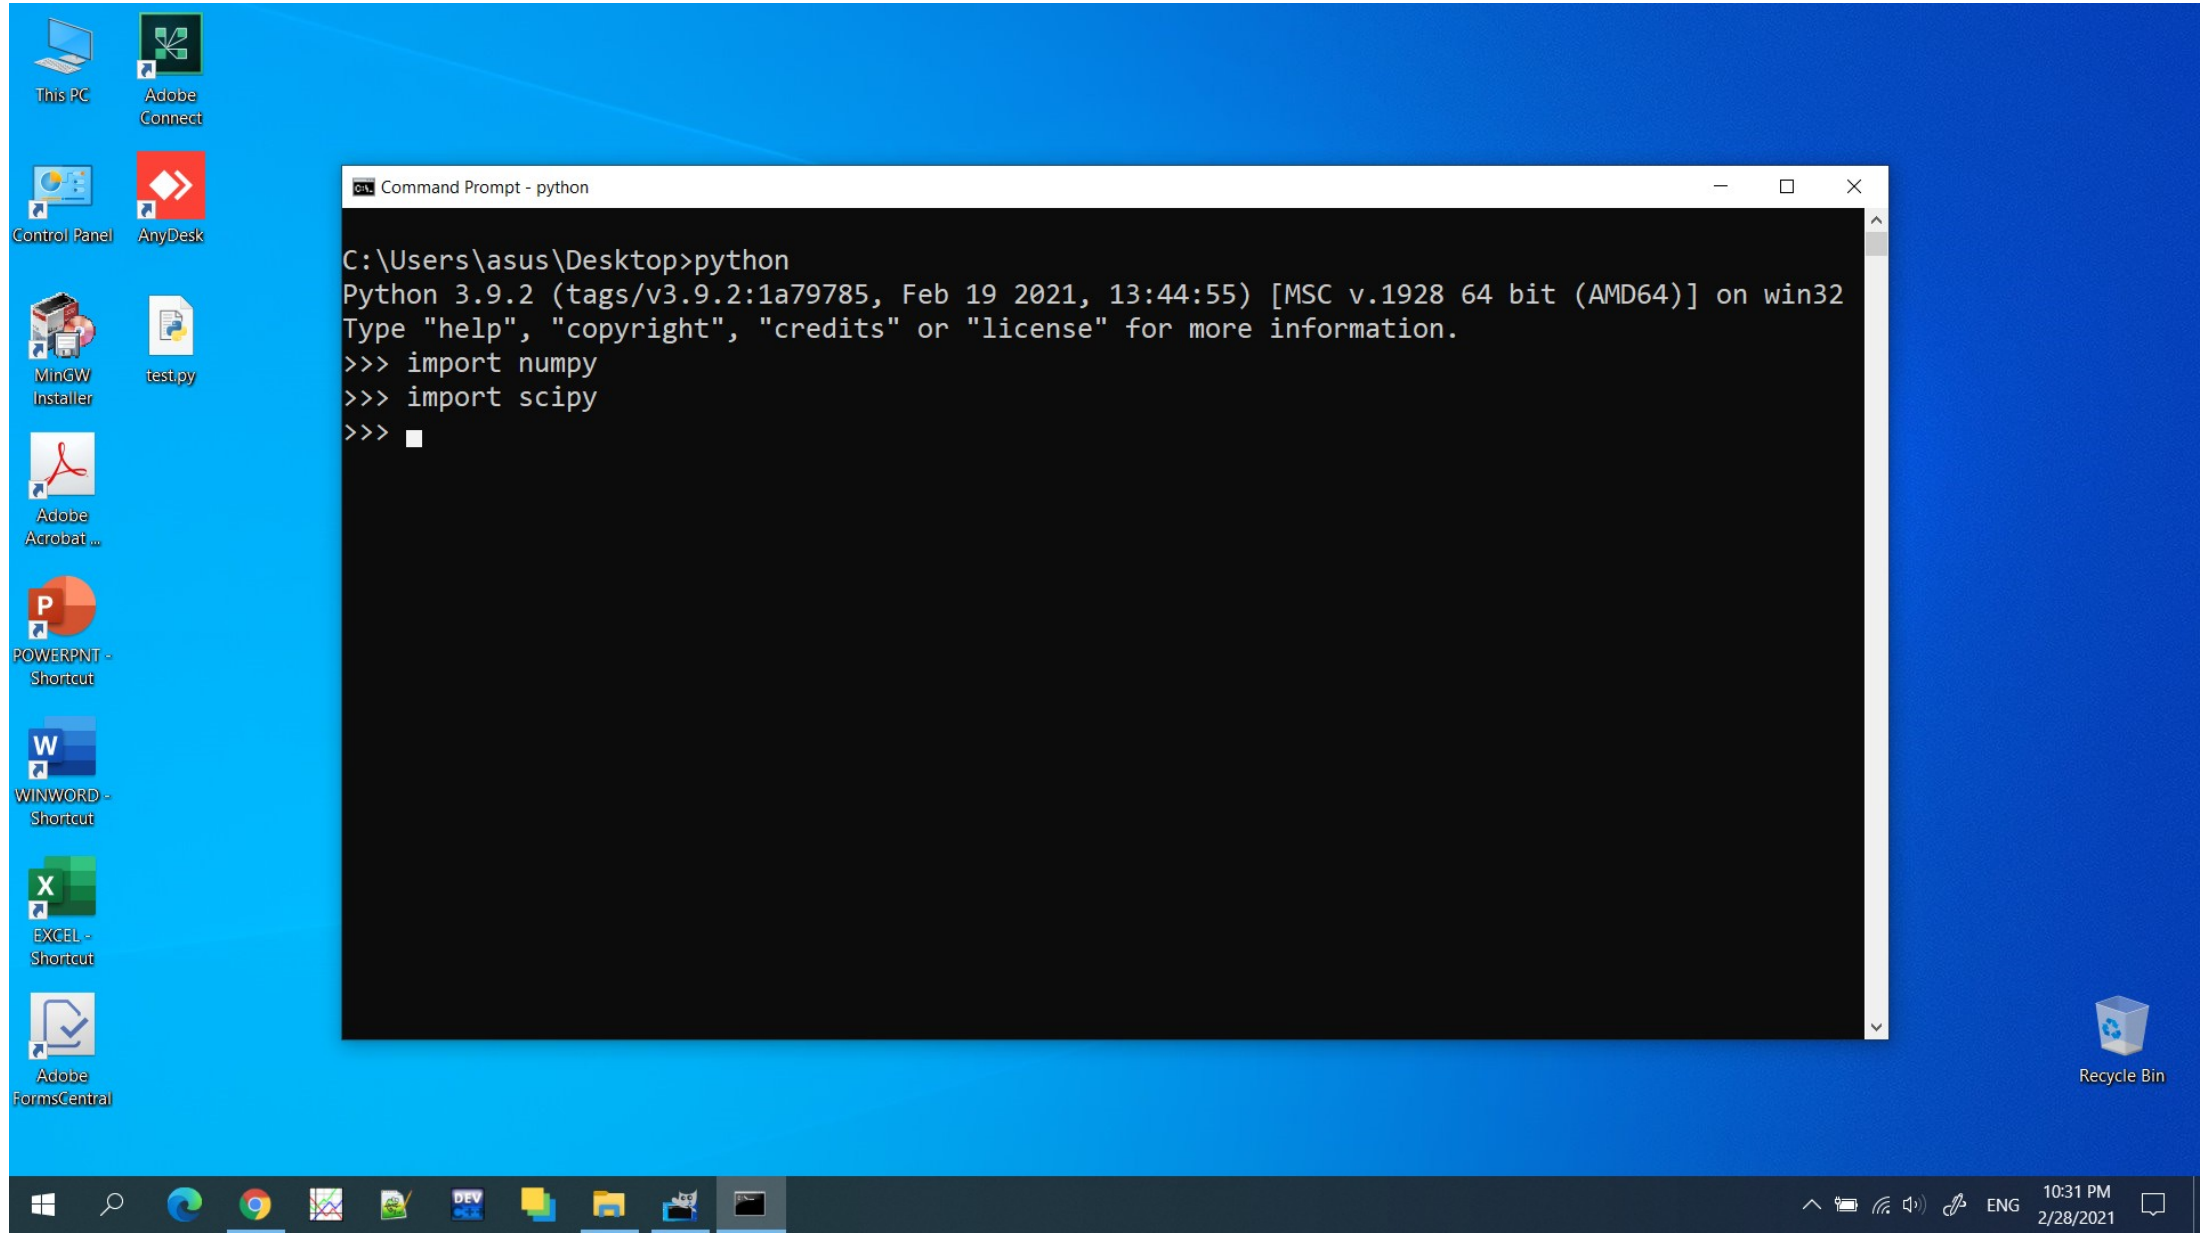 This PC
Adobe
Connect
Control Panel
AnyDesk
MinGW
Installer
test.py
Adobe
Acrobat ...
POWERPNT -
Shortcut
WINWORD -
Shortcut
EXCEL -
Shortcut
Adobe
FormsCentral
Command Prompt - python
C:\Users\asus\Desktop>python
Python 3.9.2 (tags/v3.9.2:1a79785, Feb 19 2021, 13:44:55) [MSC v.1928 64 bit (AMD64)] on win32
Type "help", "copyright", "credits" or "license" for more information.
>>> import numpy
>>> import scipy
>>>
Recycle Bin
DEV
C++
ENG
10:31 PM
2/28/2021